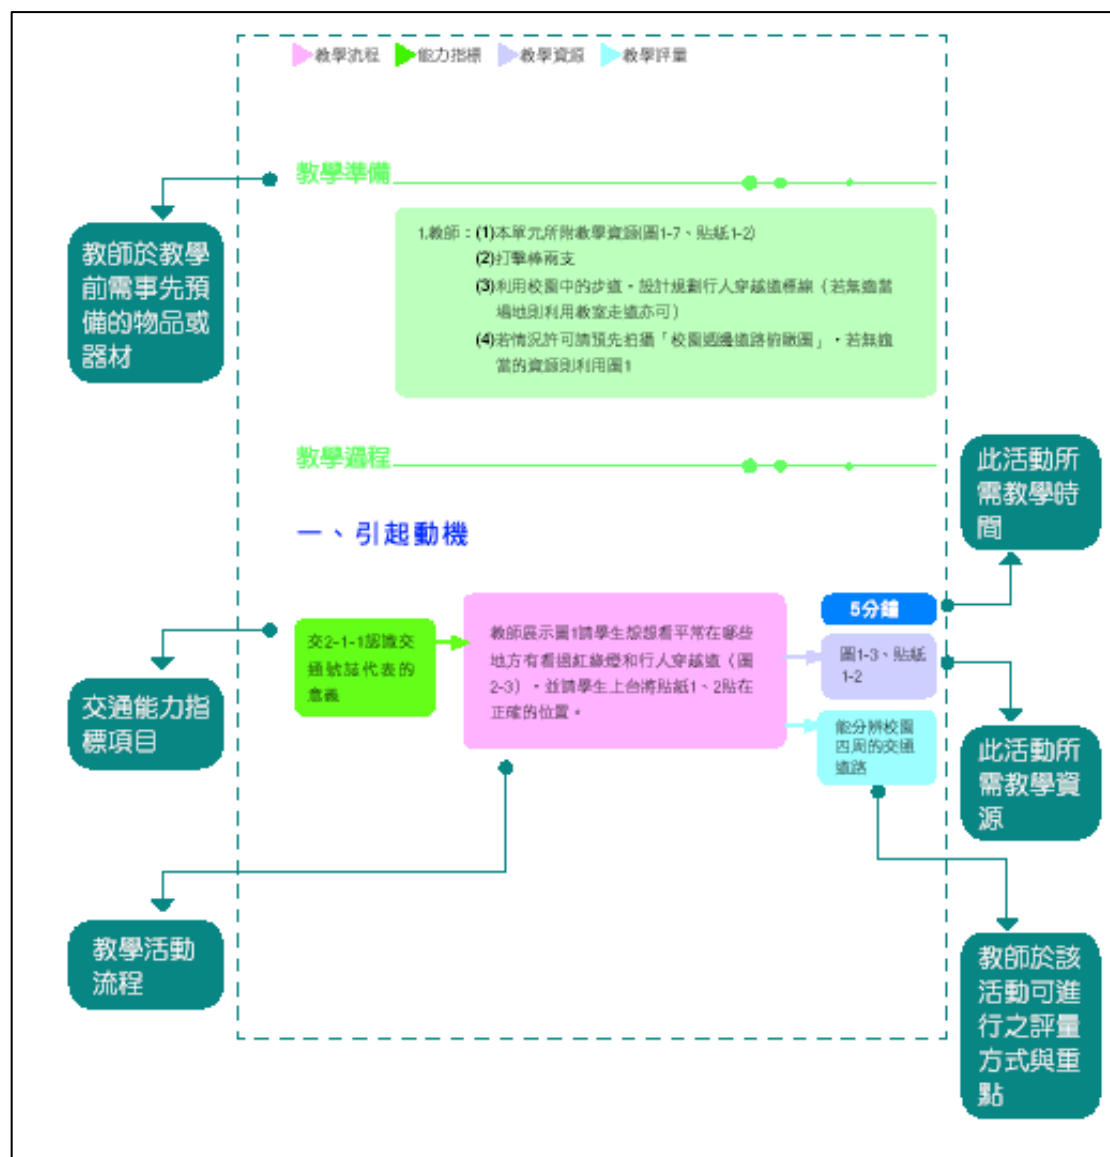 教學流程 能力指標 教學資源 教學評量
教學準備
教師於教學
前需事先預
備的物品或
器材
1.教師：(1)本單元所附教學資源(圖1-7、貼紙1-2)
(2)打擊棒兩支
(3)利用校園中的步道，設計規劃行人穿越道標線（若無適當
場地則利用教室走道亦可）
(4)若情況許可請預先拍攝「校園週邊道路俯瞰圖」，若無適
當的資源則利用圖1
教學過程
此活動所
需教學時
間
一、引起動機
交2-1-1認識交
通號誌代表的
意義
教師展示圖1請學生想想看平常在哪些
地方有看過紅綠燈和行人穿越道（圖
2-3），並請學生上台將貼紙1、2貼在
正確的位置。
5分鐘
圖1-3、貼紙
1-2
能分辨校園
四周的交通
道路
交通能力指
標項目
此活動所
需教學資
源
教學活動
流程
教師於該
活動可進
行之評量
方式與重
點